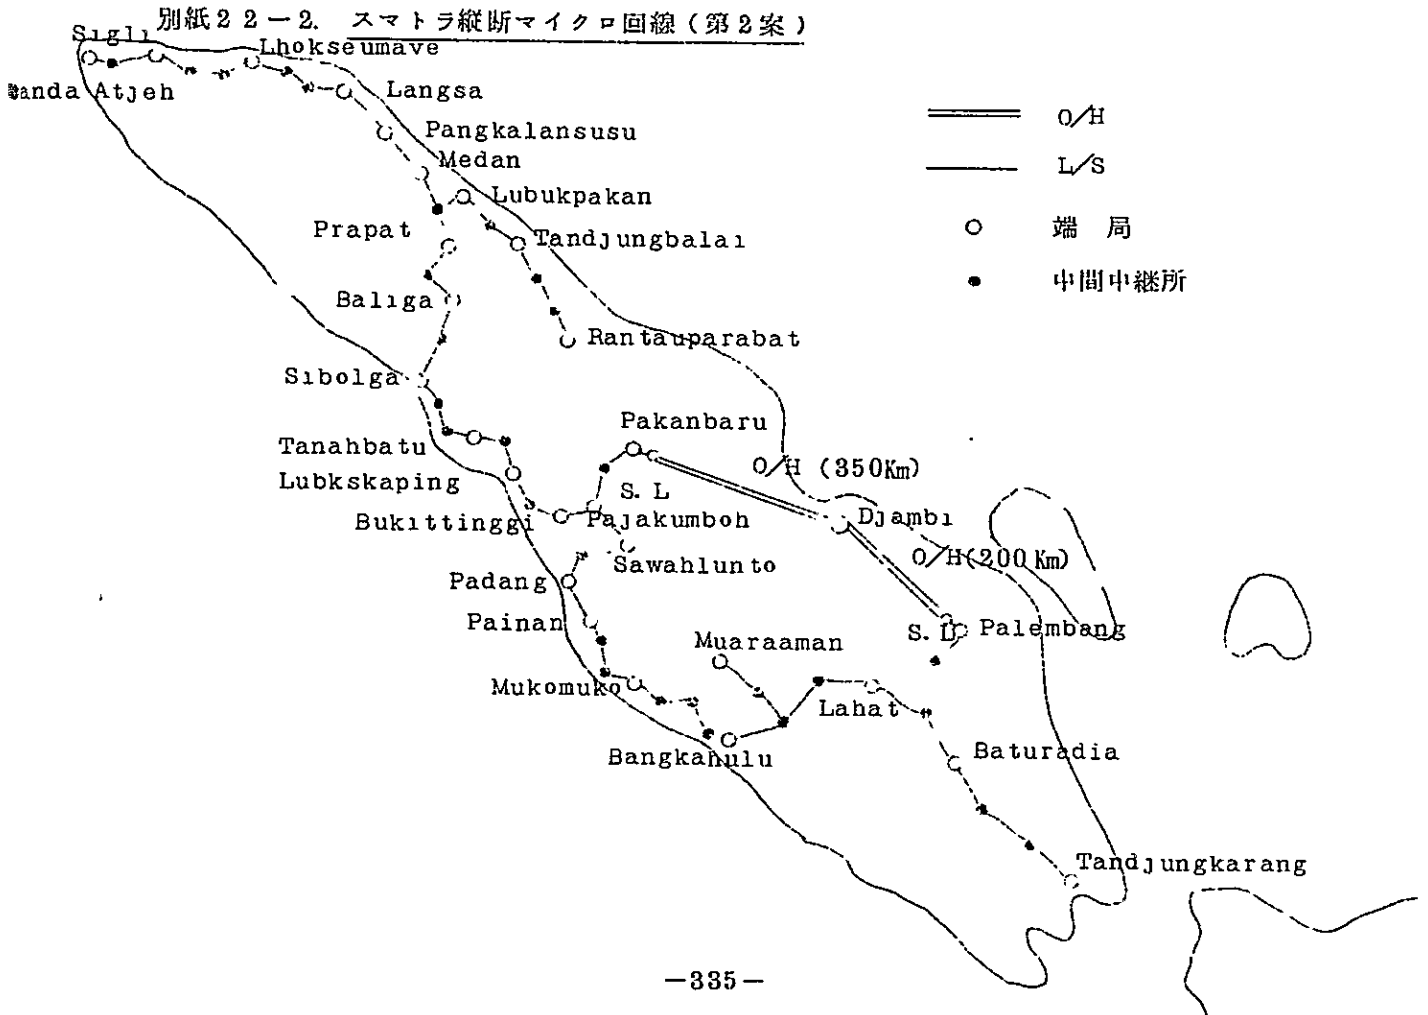 別紙22-2. スマトラ縦断マイクロ回線(第2案)
Sigli
Lhokseumave
Banda Atjeh
Langsa
Pangkalansusu
Medan
Lubukpakan
Prapat
Tandjungbalai
Baliga
Rantauparabat
Sibolga
Pakanbaru
Tanahbatu
O/H (350Km)
Lubkskaping
S.L
Bukittinggi
Pajakumboh
Djambi
O/H(200Km)
Sawahlunto
Padang
Painan
S.L
Palembang
Muaraaman
Mukomuko
Lahat
Bangkahulu
Baturadia
Tandjungkarang
O/H
L/S
端 局
中間中継所
-335-